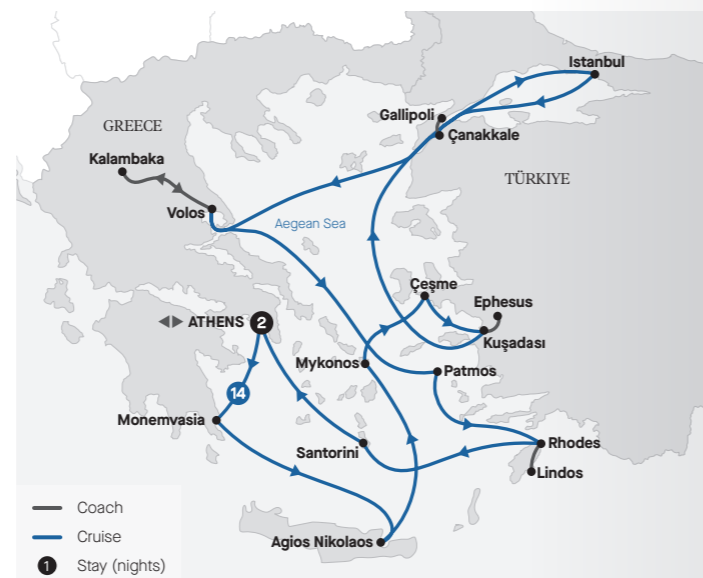 Istanbul
Gallipoli
Çanakkale
GREECE
Kalambaka
TÜRKIYE
Volos
Aegean Sea
Çeşme
Ephesus
ATHENS 2
Kuşadası
Mykonos
Patmos
14
Monemvasia
Santorini
Rhodes
Lindos
Agios Nikolaos
Coach
Cruise
1 Stay (nights)